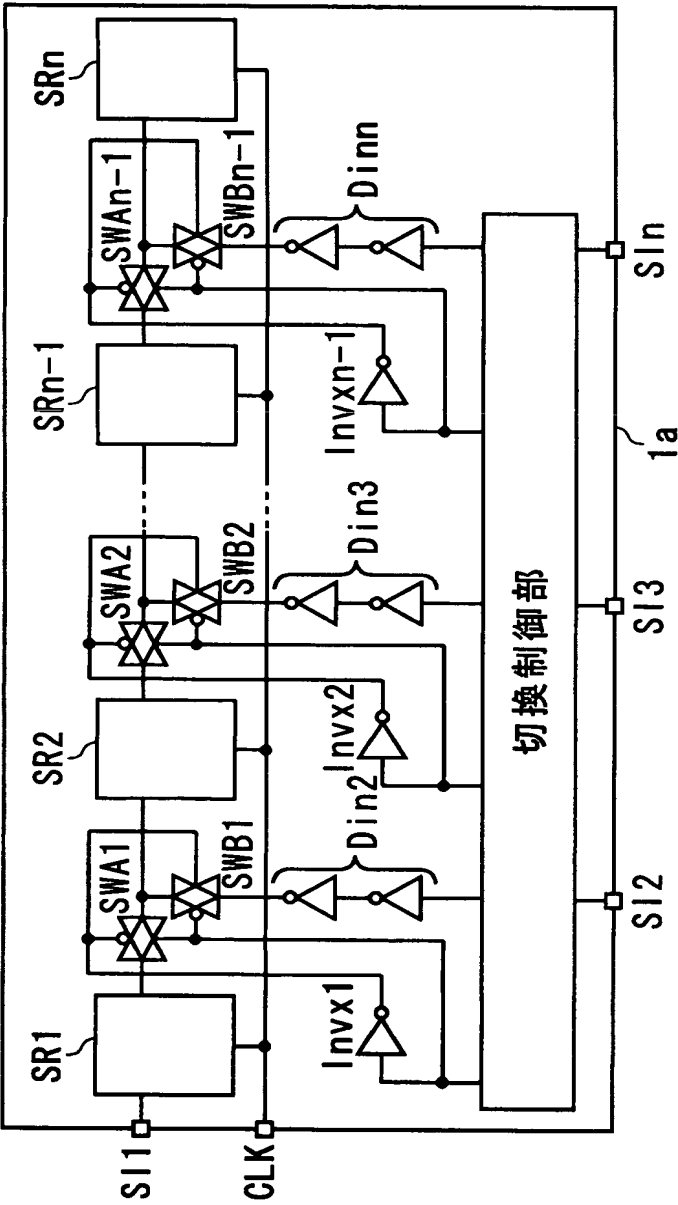 SRn
SWAn-1
SWBn-1
Dinn
SIn
SRn-1
Invxn-1
1a
SWA2
SWB2
Din3
SI3
SR2
Invx2
切換制御部
SWA1
SWB1
Din2
SI2
SR1
Invx1
SI1
CLK